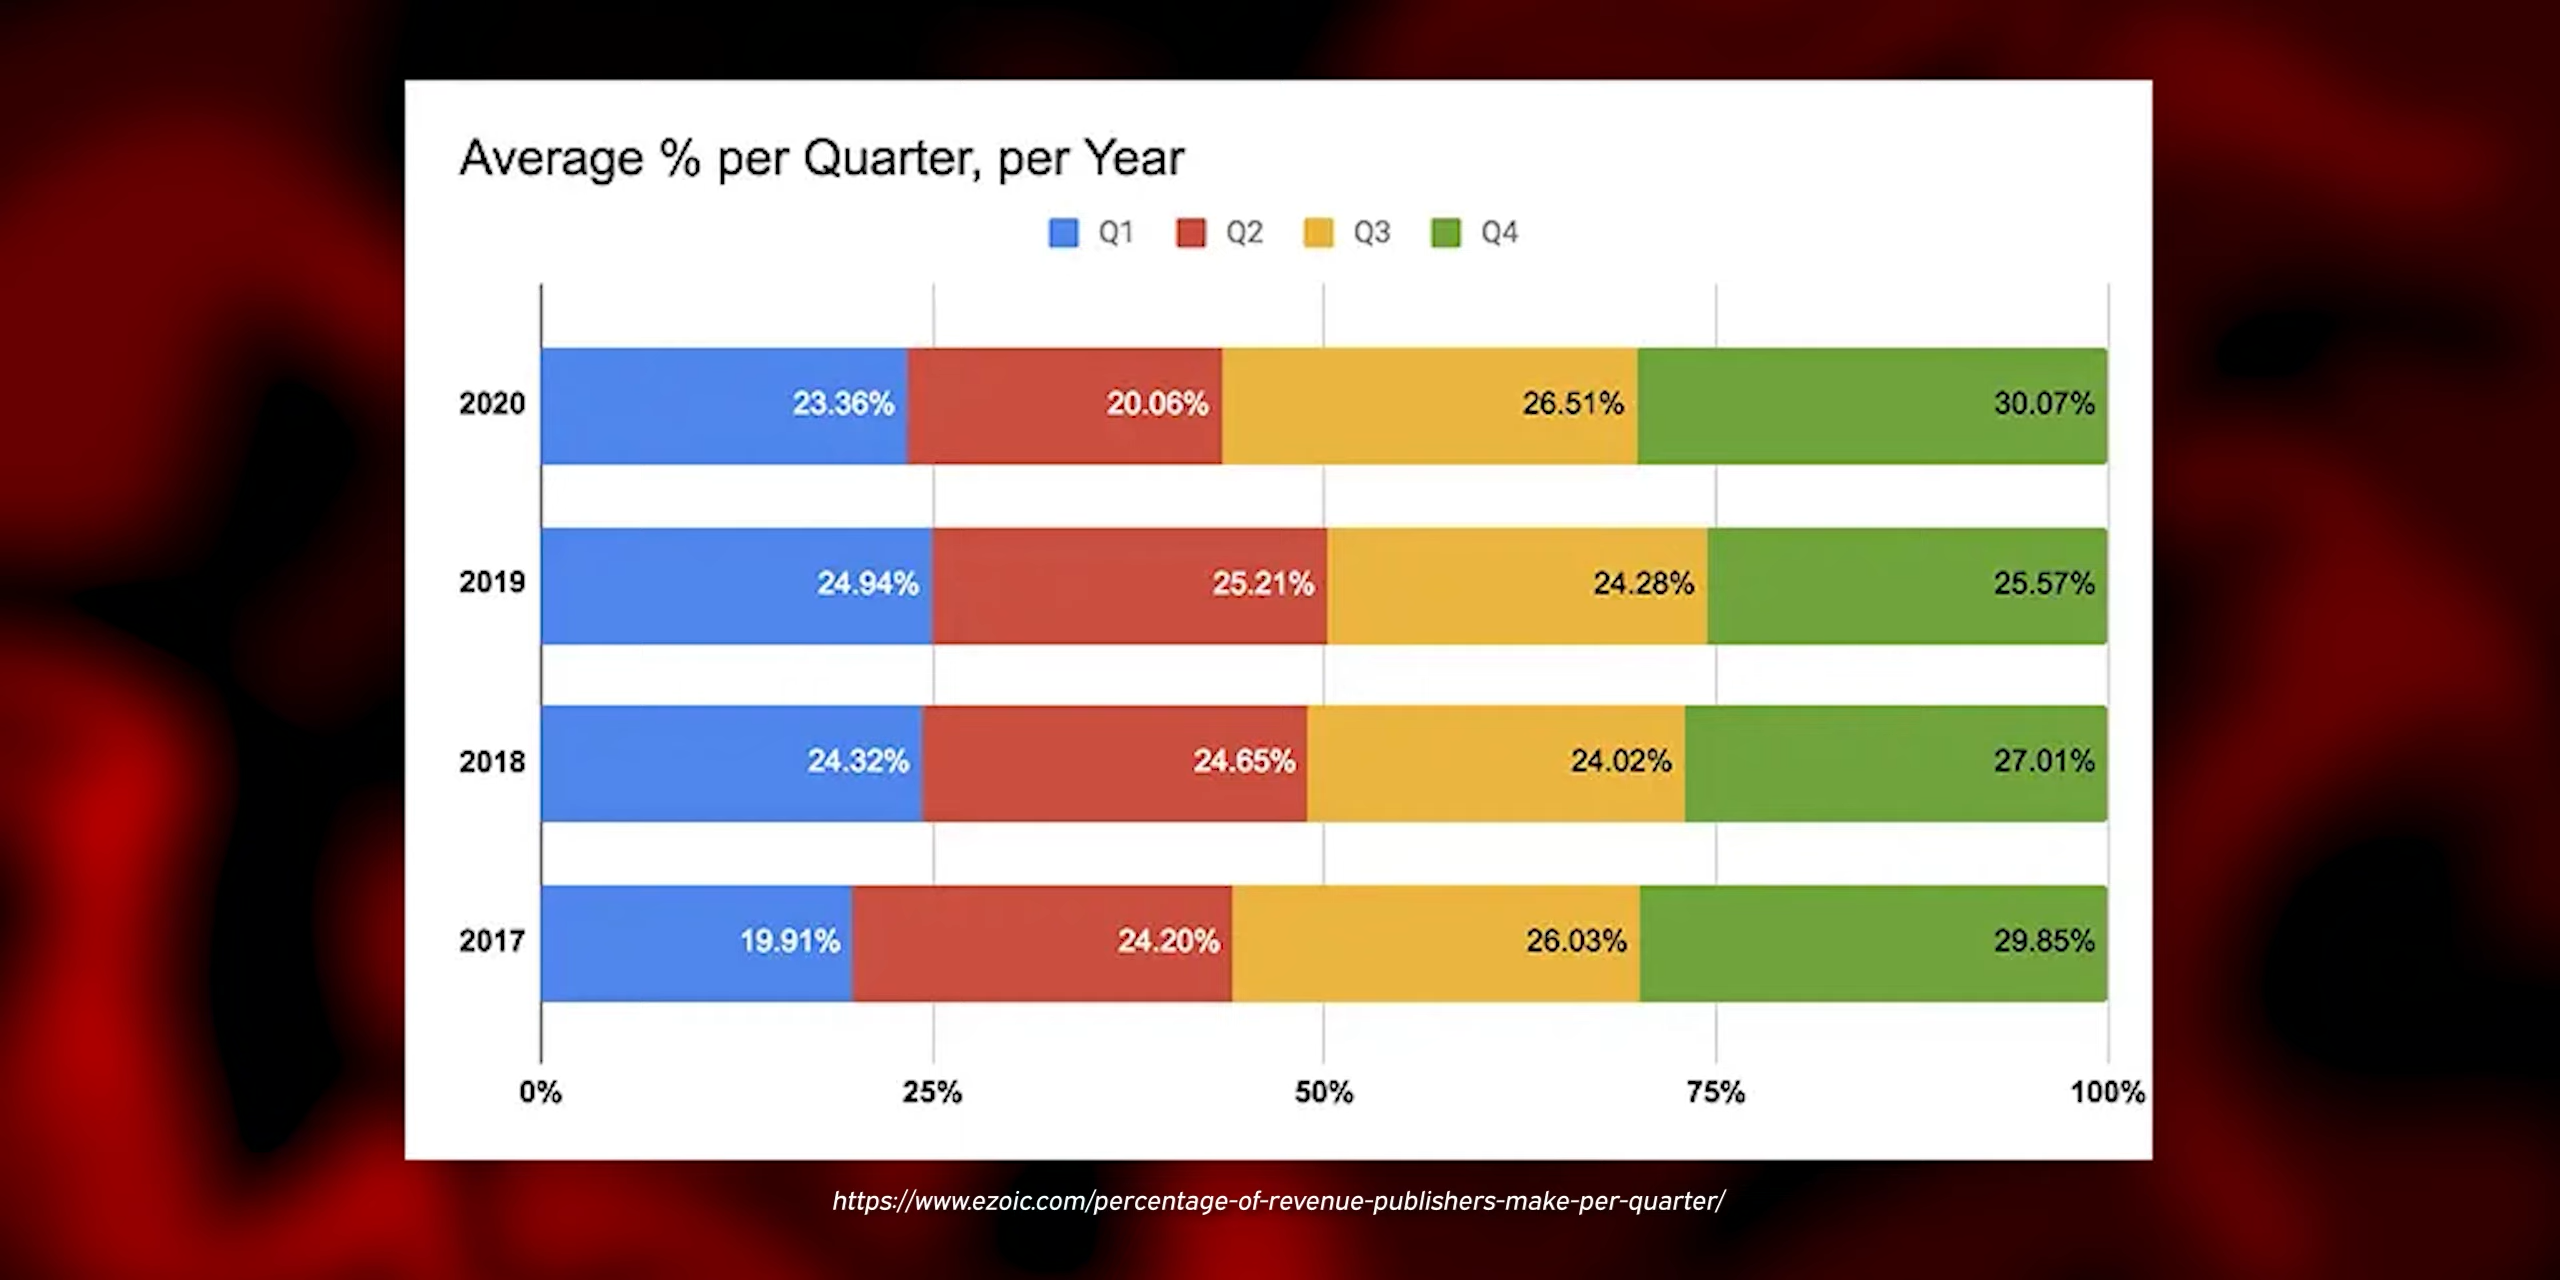 Average % per Quarter, per Year
Q1 Q2 Q3 Q4
2020 23.36% 20.06% 26.51% 30.07%
2019 24.94% 25.21% 24.28% 25.57%
2018 24.32% 24.65% 24.02% 27.01%
2017 19.91% 24.20% 26.03% 29.85%
0% 25% 50% 75% 100%
https://www.ezoic.com/percentage-of-revenue-publishers-make-per-quarter/